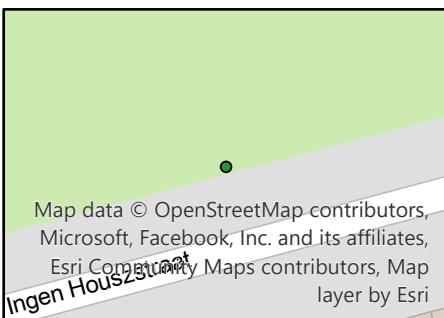 Map data © OpenStreetMap contributors,
Microsoft, Facebook, Inc. and its affiliates,
Esri Community Maps contributors, Map
layer by Esri
Ingen Houszstraat